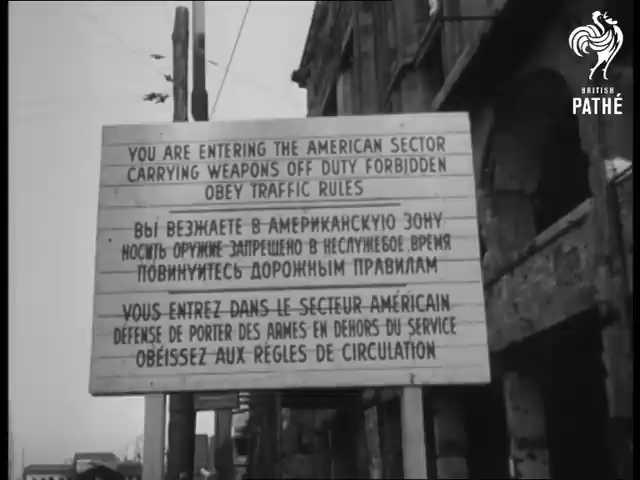 BRITISH
PATHÉ
YOU ARE ENTERING THE AMERICAN SECTOR
CARRYING WEAPONS OFF DUTY FORBIDDEN
OBEY TRAFFIC RULES
ВЫ ВЕЗЖАЕТЕ В АМЕРИКАНСКУЮ ЗОНУ
НОСИТЬ ОРУЖИЕ ЗАПРЕЩЕНО В НЕСЛУЖЕБОЕ ВРЕМЯ
ПОВИНУИТЕСЬ ДОРОЖНЫМ ПРАВИЛАМ
VOUS ENTREZ DANS LE SECTEUR AMÉRICAIN
DÉFENSE DE PORTER DES ARMES EN DEHORS DU SERVICE
OBÉISSEZ AUX RÈGLES DE CIRCULATION